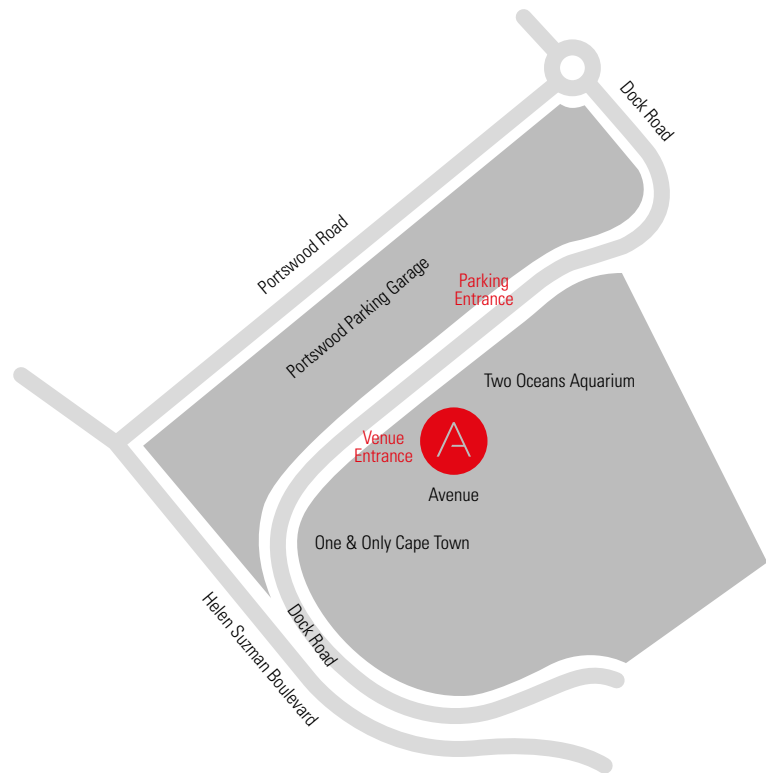 Dock Road
Portswood Road
Portswood Parking Garage
Parking
Entrance
Two Oceans Aquarium
Venue
Entrance
A
Avenue
One & Only Cape Town
Dock Road
Helen Suzman Boulevard